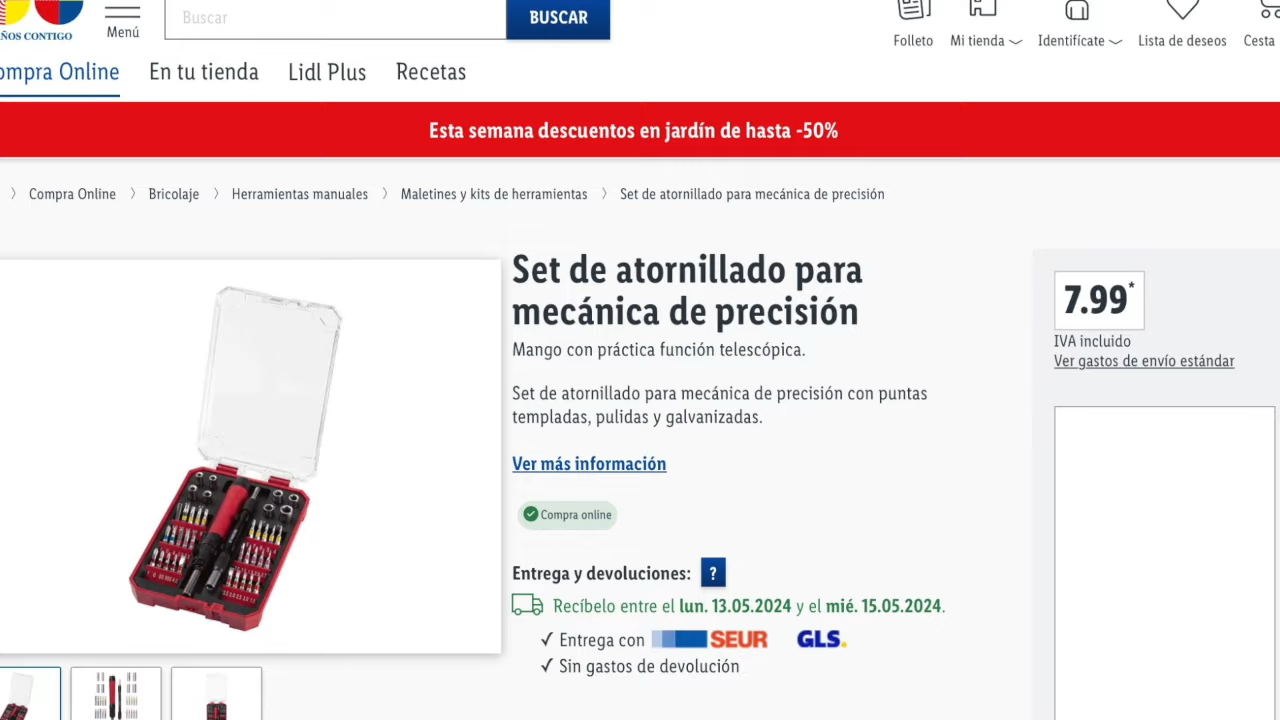 AÑOS CONTIGO
Menú
Buscar
BUSCAR
Folleto
Mi tienda
Identifícate
Lista de deseos
Cesta
Compra Online
En tu tienda
Lidl Plus
Recetas
Esta semana descuentos en jardín de hasta -50%
Compra Online
Bricolaje
Herramientas manuales
Maletines y kits de herramientas
Set de atornillado para mecánica de precisión
Set de atornillado para
mecánica de precisión
Mango con práctica función telescópica.
Set de atornillado para mecánica de precisión con puntas
templadas, pulidas y galvanizadas.
Ver más información
Compra online
Entrega y devoluciones: ?
Recíbelo entre el lun. 13.05.2024 y el mié. 15.05.2024.
✓ Entrega con SEUR GLS.
✓ Sin gastos de devolución
7.99*
IVA incluido
Ver gastos de envío estándar